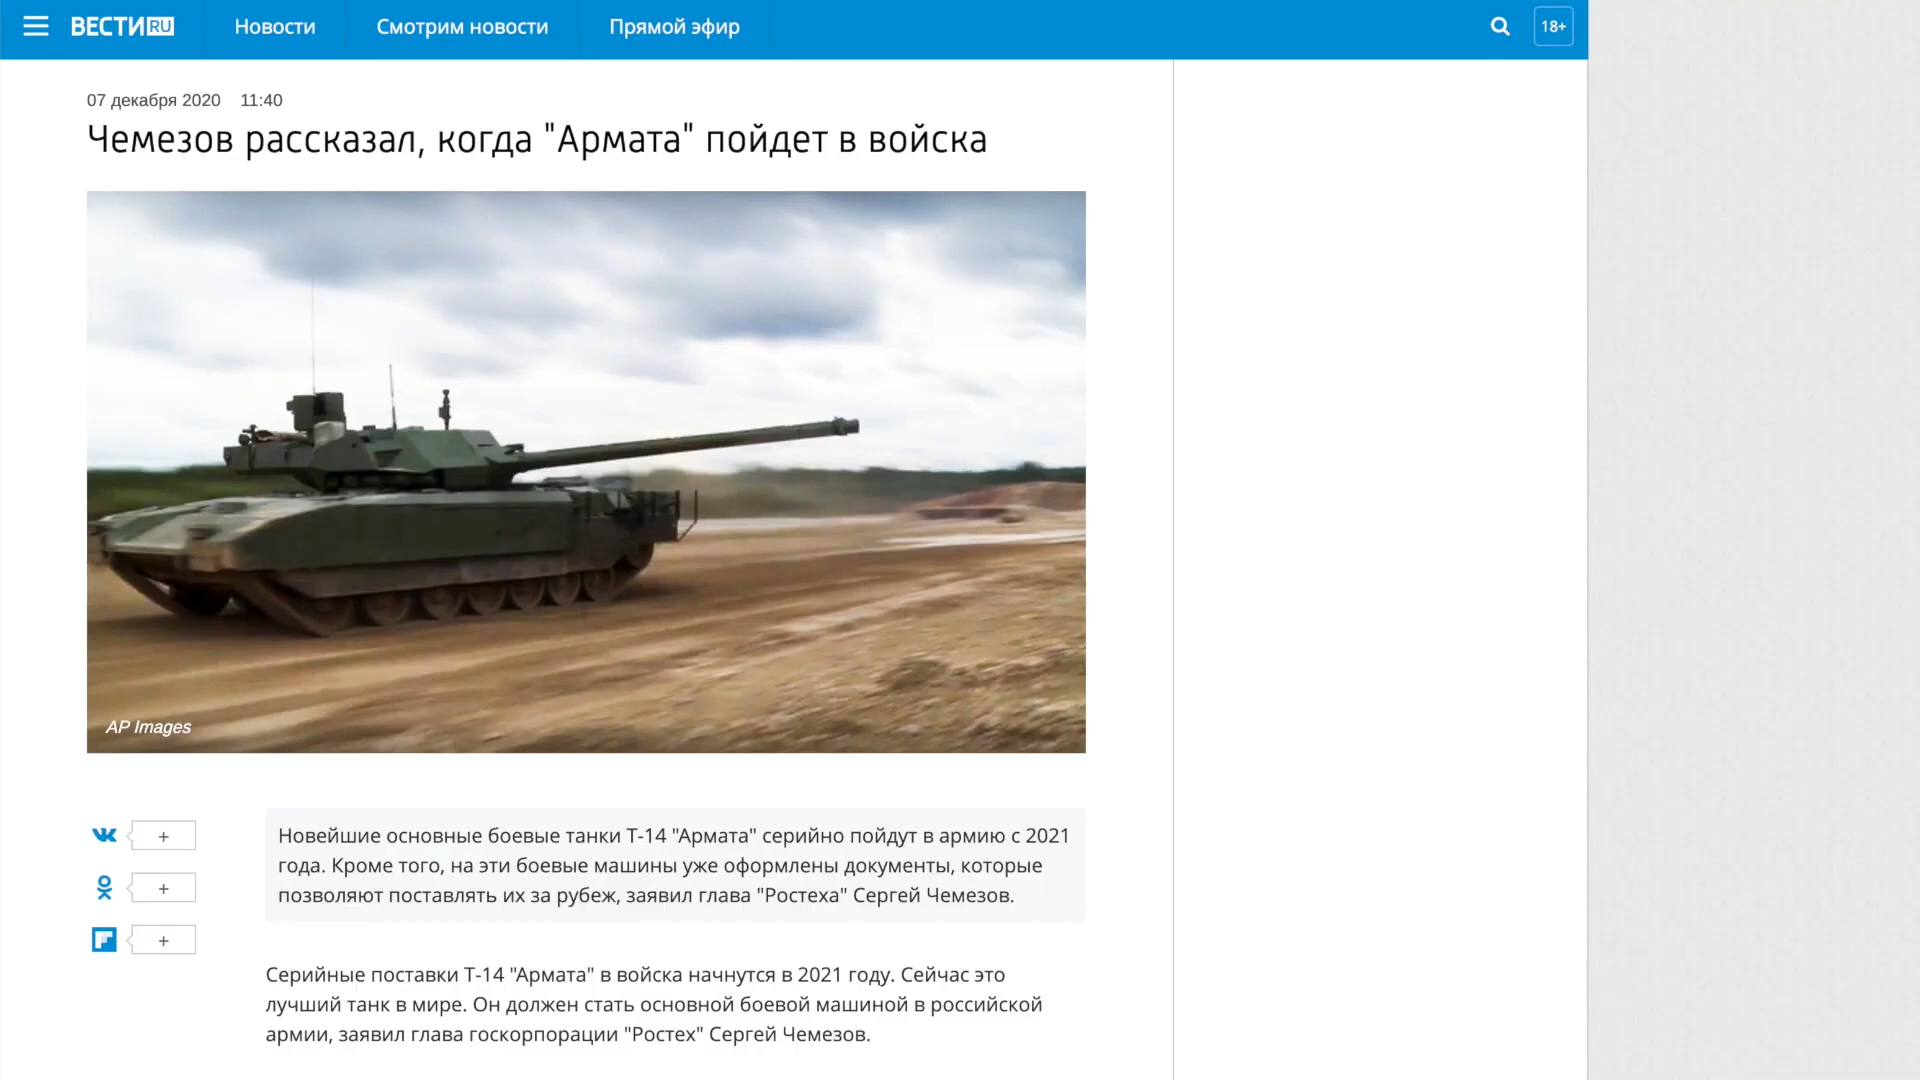 ВЕСТИRU
Новости
Смотрим новости
Прямой эфир
18+
07 декабря 2020 11:40
Чемезов рассказал, когда "Армата" пойдет в войска
AP Images
+
+
+
Новейшие основные боевые танки Т-14 "Армата" серийно пойдут в армию с 2021
года. Кроме того, на эти боевые машины уже оформлены документы, которые
позволяют поставлять их за рубеж, заявил глава "Ростеха" Сергей Чемезов.
Серийные поставки Т-14 "Армата" в войска начнутся в 2021 году. Сейчас это
лучший танк в мире. Он должен стать основной боевой машиной в российской
армии, заявил глава госкорпорации "Ростех" Сергей Чемезов.